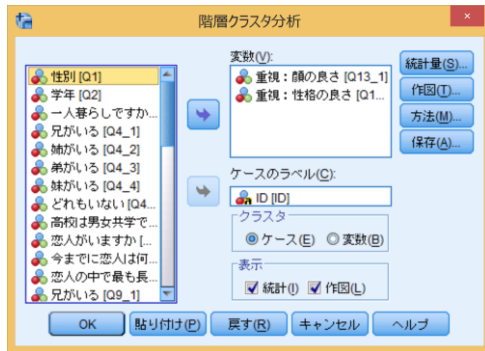 階層クラスタ分析
性別 [Q1]
学年 [Q2]
一人暮らしですか...
兄がいる [Q4_1]
姉がいる [Q4_2]
弟がいる [Q4_3]
妹がいる [Q4_4]
どれもいない [Q4...
高校は男女共学で...
恋人がいますか [...
今までに恋人は何...
恋人の中で最も長...
兄がいる [Q9_1]
変数(V):
重視：顔の良さ [Q13_1]
重視：性格の良さ [Q1...
ケースのラベル(C):
ID [ID]
クラスタ
ケース(E) 変数(B)
表示
統計(I) 作図(L)
統計量(S)...
作図(T)...
方法(M)...
保存(A)...
OK 貼り付け(P) 戻す(R) キャンセル ヘルプ